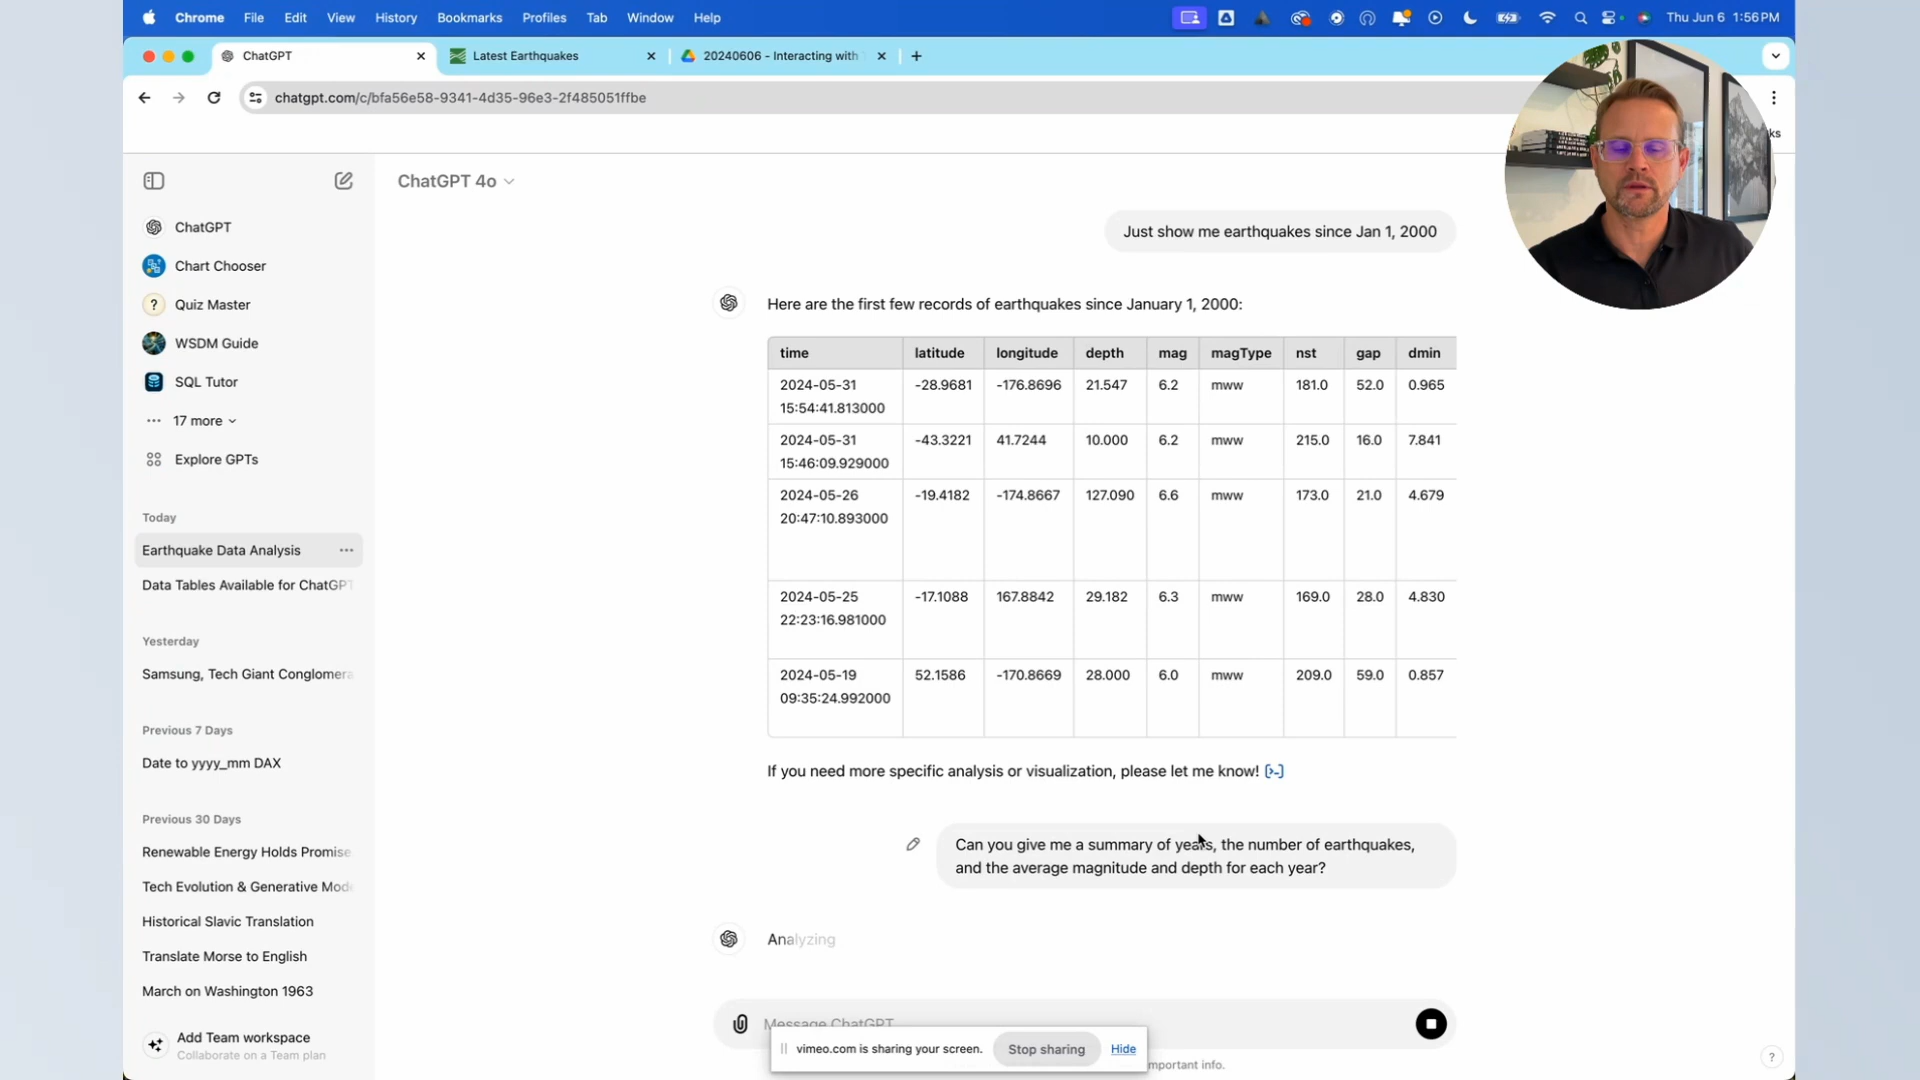 Chrome File Edit View History Bookmarks Profiles Tab Window Help Thu Jun 6 1:56 PM
ChatGPT Latest Earthquakes 20240606 - Interacting with
chatgpt.com/c/bfa56e58-9341-4d35-96e3-2f485051ffbe
ChatGPT 4o
ChatGPT
Chart Chooser
Quiz Master
WSDM Guide
SQL Tutor
17 more
Explore GPTs
Today
Earthquake Data Analysis
Data Tables Available for ChatGPT
Yesterday
Samsung, Tech Giant Conglomera
Previous 7 Days
Date to yyyy_mm DAX
Previous 30 Days
Renewable Energy Holds Promise
Tech Evolution & Generative Mode
Historical Slavic Translation
Translate Morse to English
March on Washington 1963
Add Team workspace
Collaborate on a Team plan
Just show me earthquakes since Jan 1, 2000
Here are the first few records of earthquakes since January 1, 2000:
time latitude longitude depth mag magType nst gap dmin
2024-05-31 -28.9681 -176.8696 21.547 6.2 mww 181.0 52.0 0.965
15:54:41.813000
2024-05-31 -43.3221 41.7244 10.000 6.2 mww 215.0 16.0 7.841
15:46:09.929000
2024-05-26 -19.4182 -174.8667 127.090 6.6 mww 173.0 21.0 4.679
20:47:10.893000
2024-05-25 -17.1088 167.8842 29.182 6.3 mww 169.0 28.0 4.830
22:23:16.981000
2024-05-19 52.1586 -170.8669 28.000 6.0 mww 209.0 59.0 0.857
09:35:24.992000
If you need more specific analysis or visualization, please let me know!
Can you give me a summary of years, the number of earthquakes,
and the average magnitude and depth for each year?
Analyzing
Message ChatGPT
vimeo.com is sharing your screen. Stop sharing Hide
important info.
?